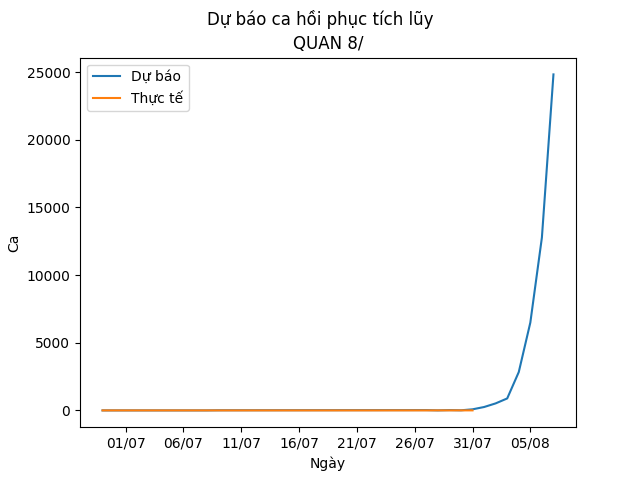 Dự báo ca hồi phục tích lũy
QUAN 8/
Dự báo
Thực tế
25000
20000
15000
10000
5000
0
Ca
01/07 06/07 11/07 16/07 21/07 26/07 31/07 05/08
Ngày